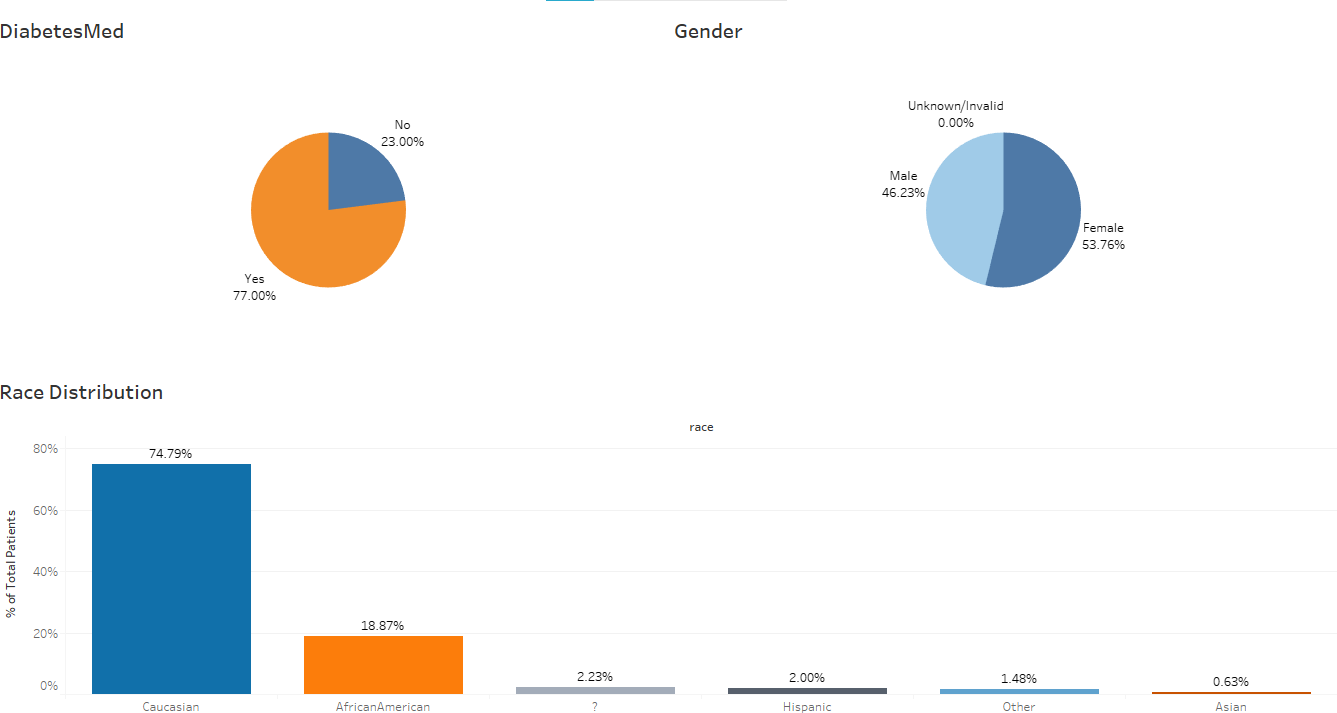 DiabetesMed
No
23.00%
Yes
77.00%
Gender
Unknown/Invalid
0.00%
Male
46.23%
Female
53.76%
Race Distribution
race
% of Total Patients
80%
60%
40%
20%
0%
74.79%
18.87%
2.23%
2.00%
1.48%
0.63%
Caucasian
AfricanAmerican
?
Hispanic
Other
Asian